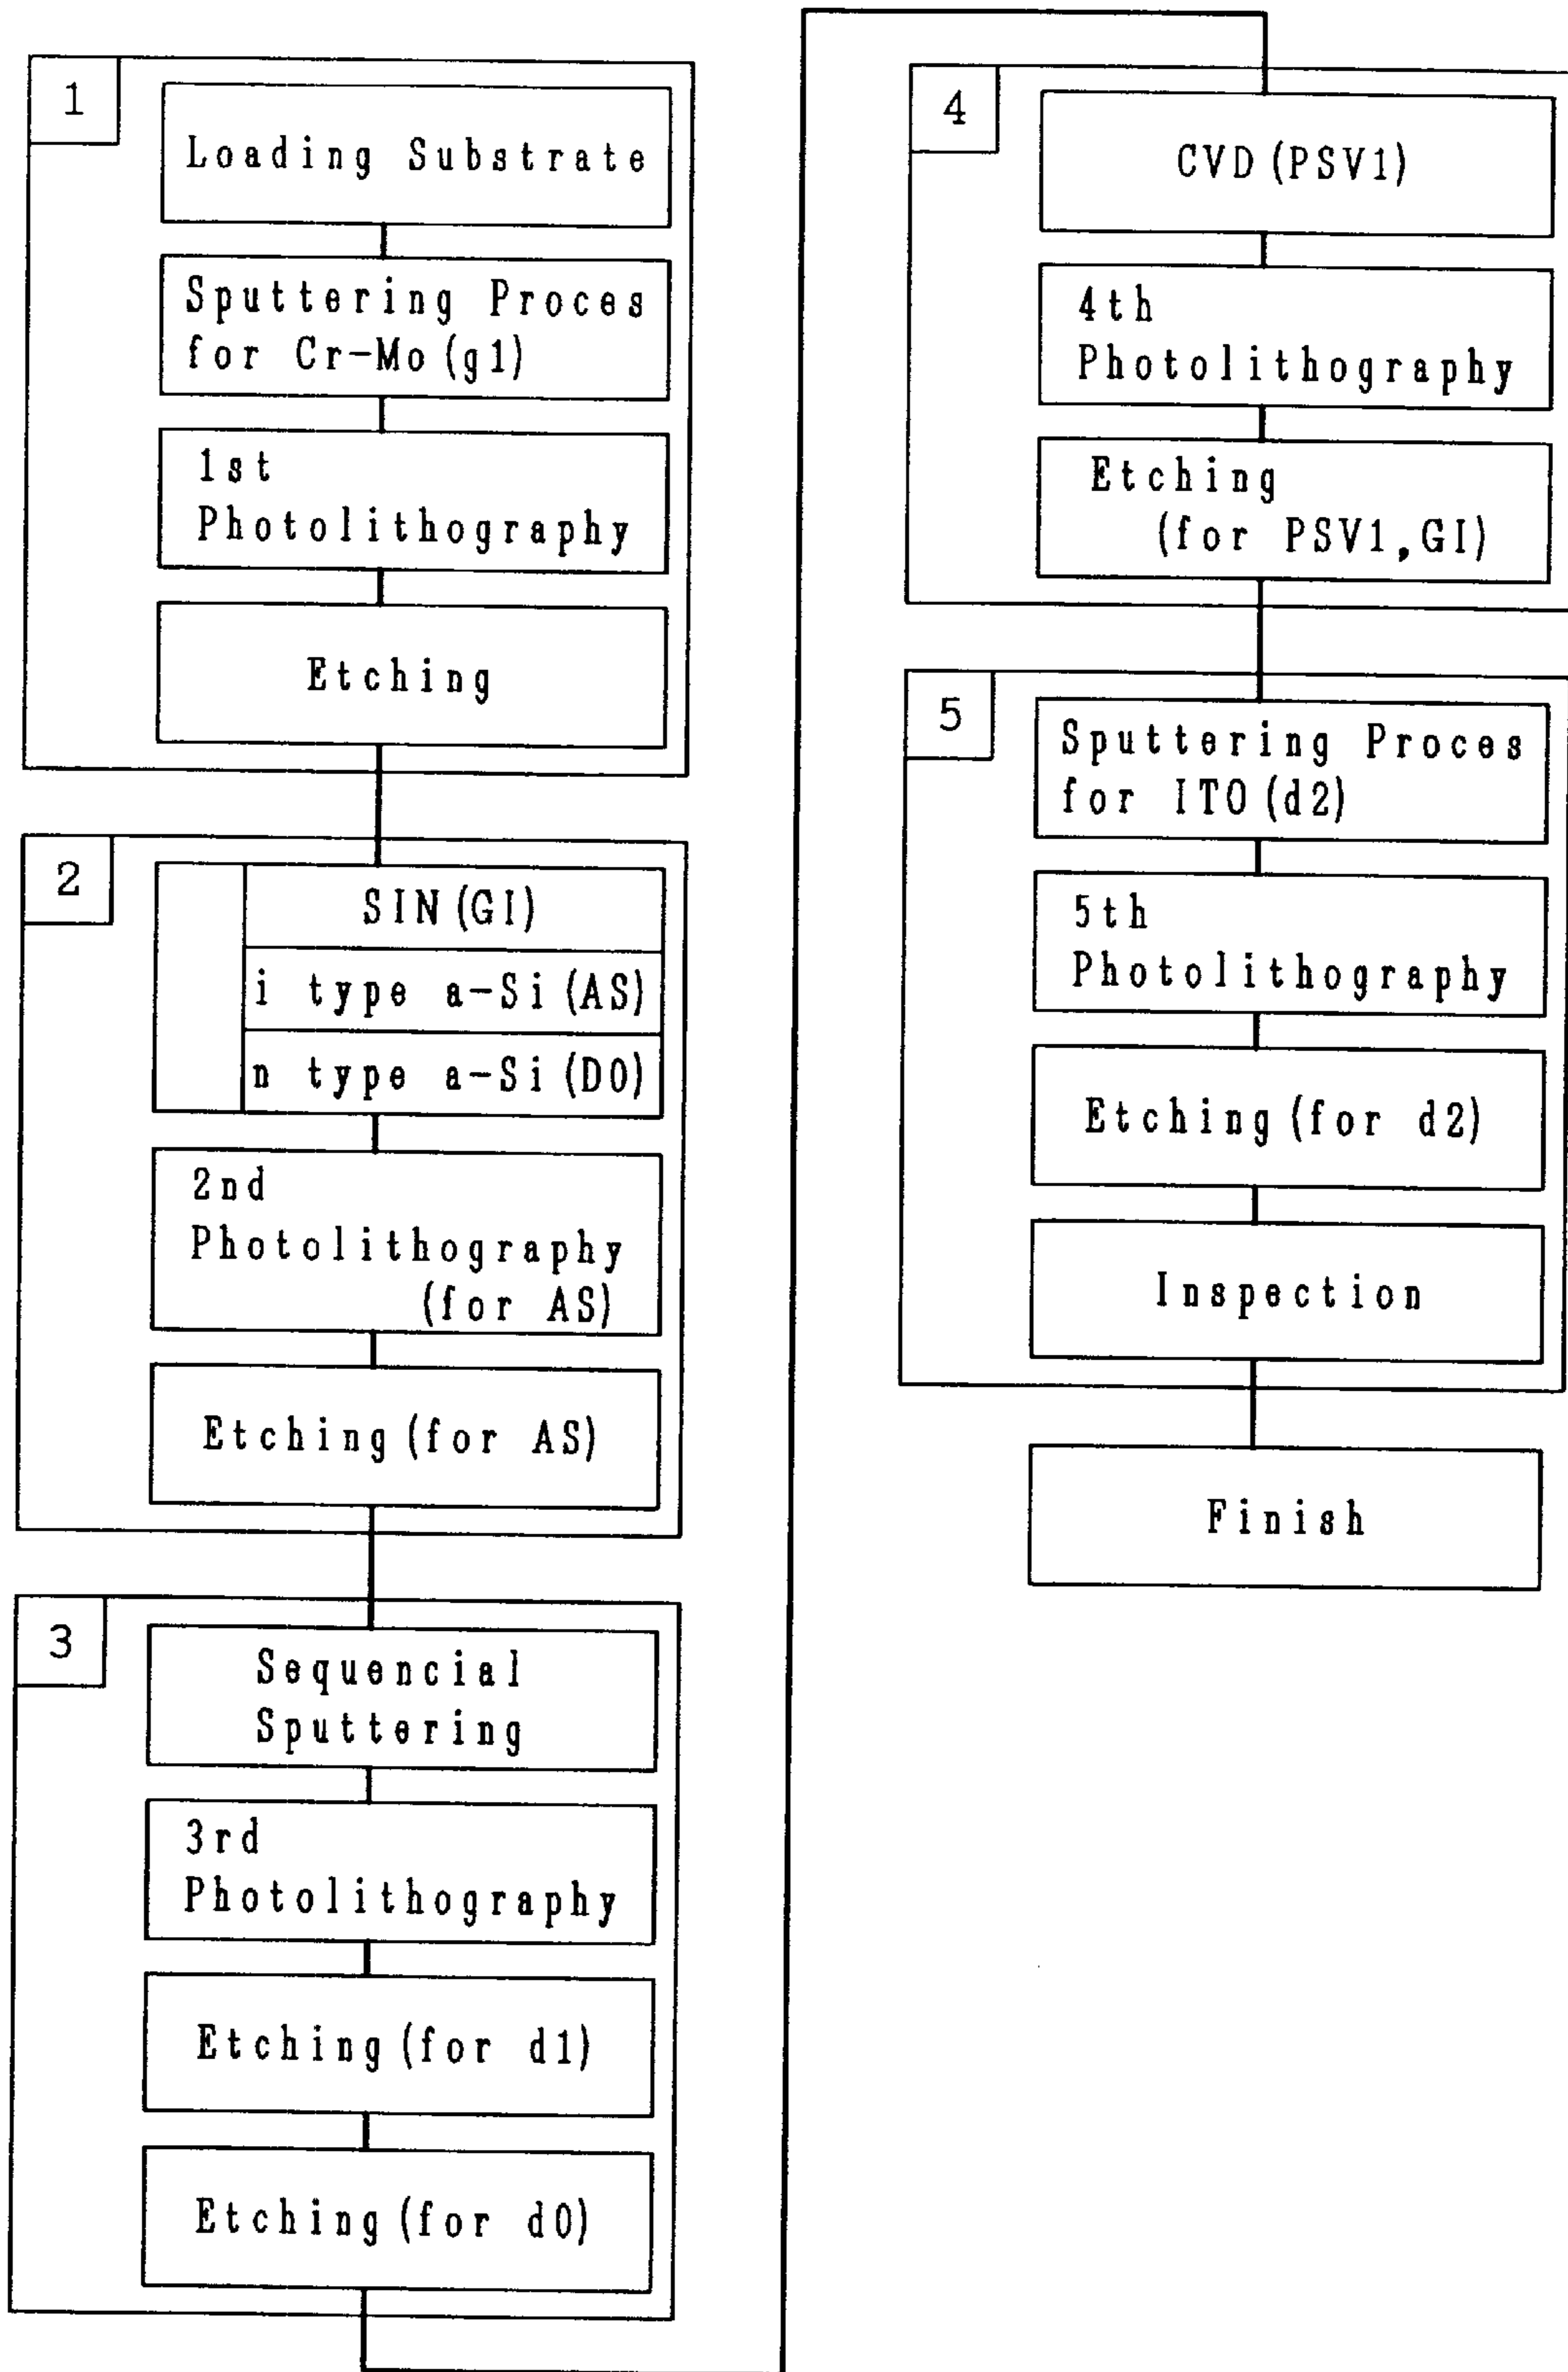 1
Loading Substrate
Sputtering Proces
for Cr-Mo(g1)
1st
Photolithography
Etching
2
SIN(GI)
i type a-Si(AS)
n type a-Si(D0)
2nd
Photolithography
(for AS)
Etching(for AS)
3
Sequencial
Sputtering
3rd
Photolithography
Etching(for d1)
Etching(for d0)
4
CVD(PSV1)
4th
Photolithography
Etching
(for PSV1,GI)
5
Sputtering Proces
for ITO(d2)
5th
Photolithography
Etching(for d2)
Inspection
Finish